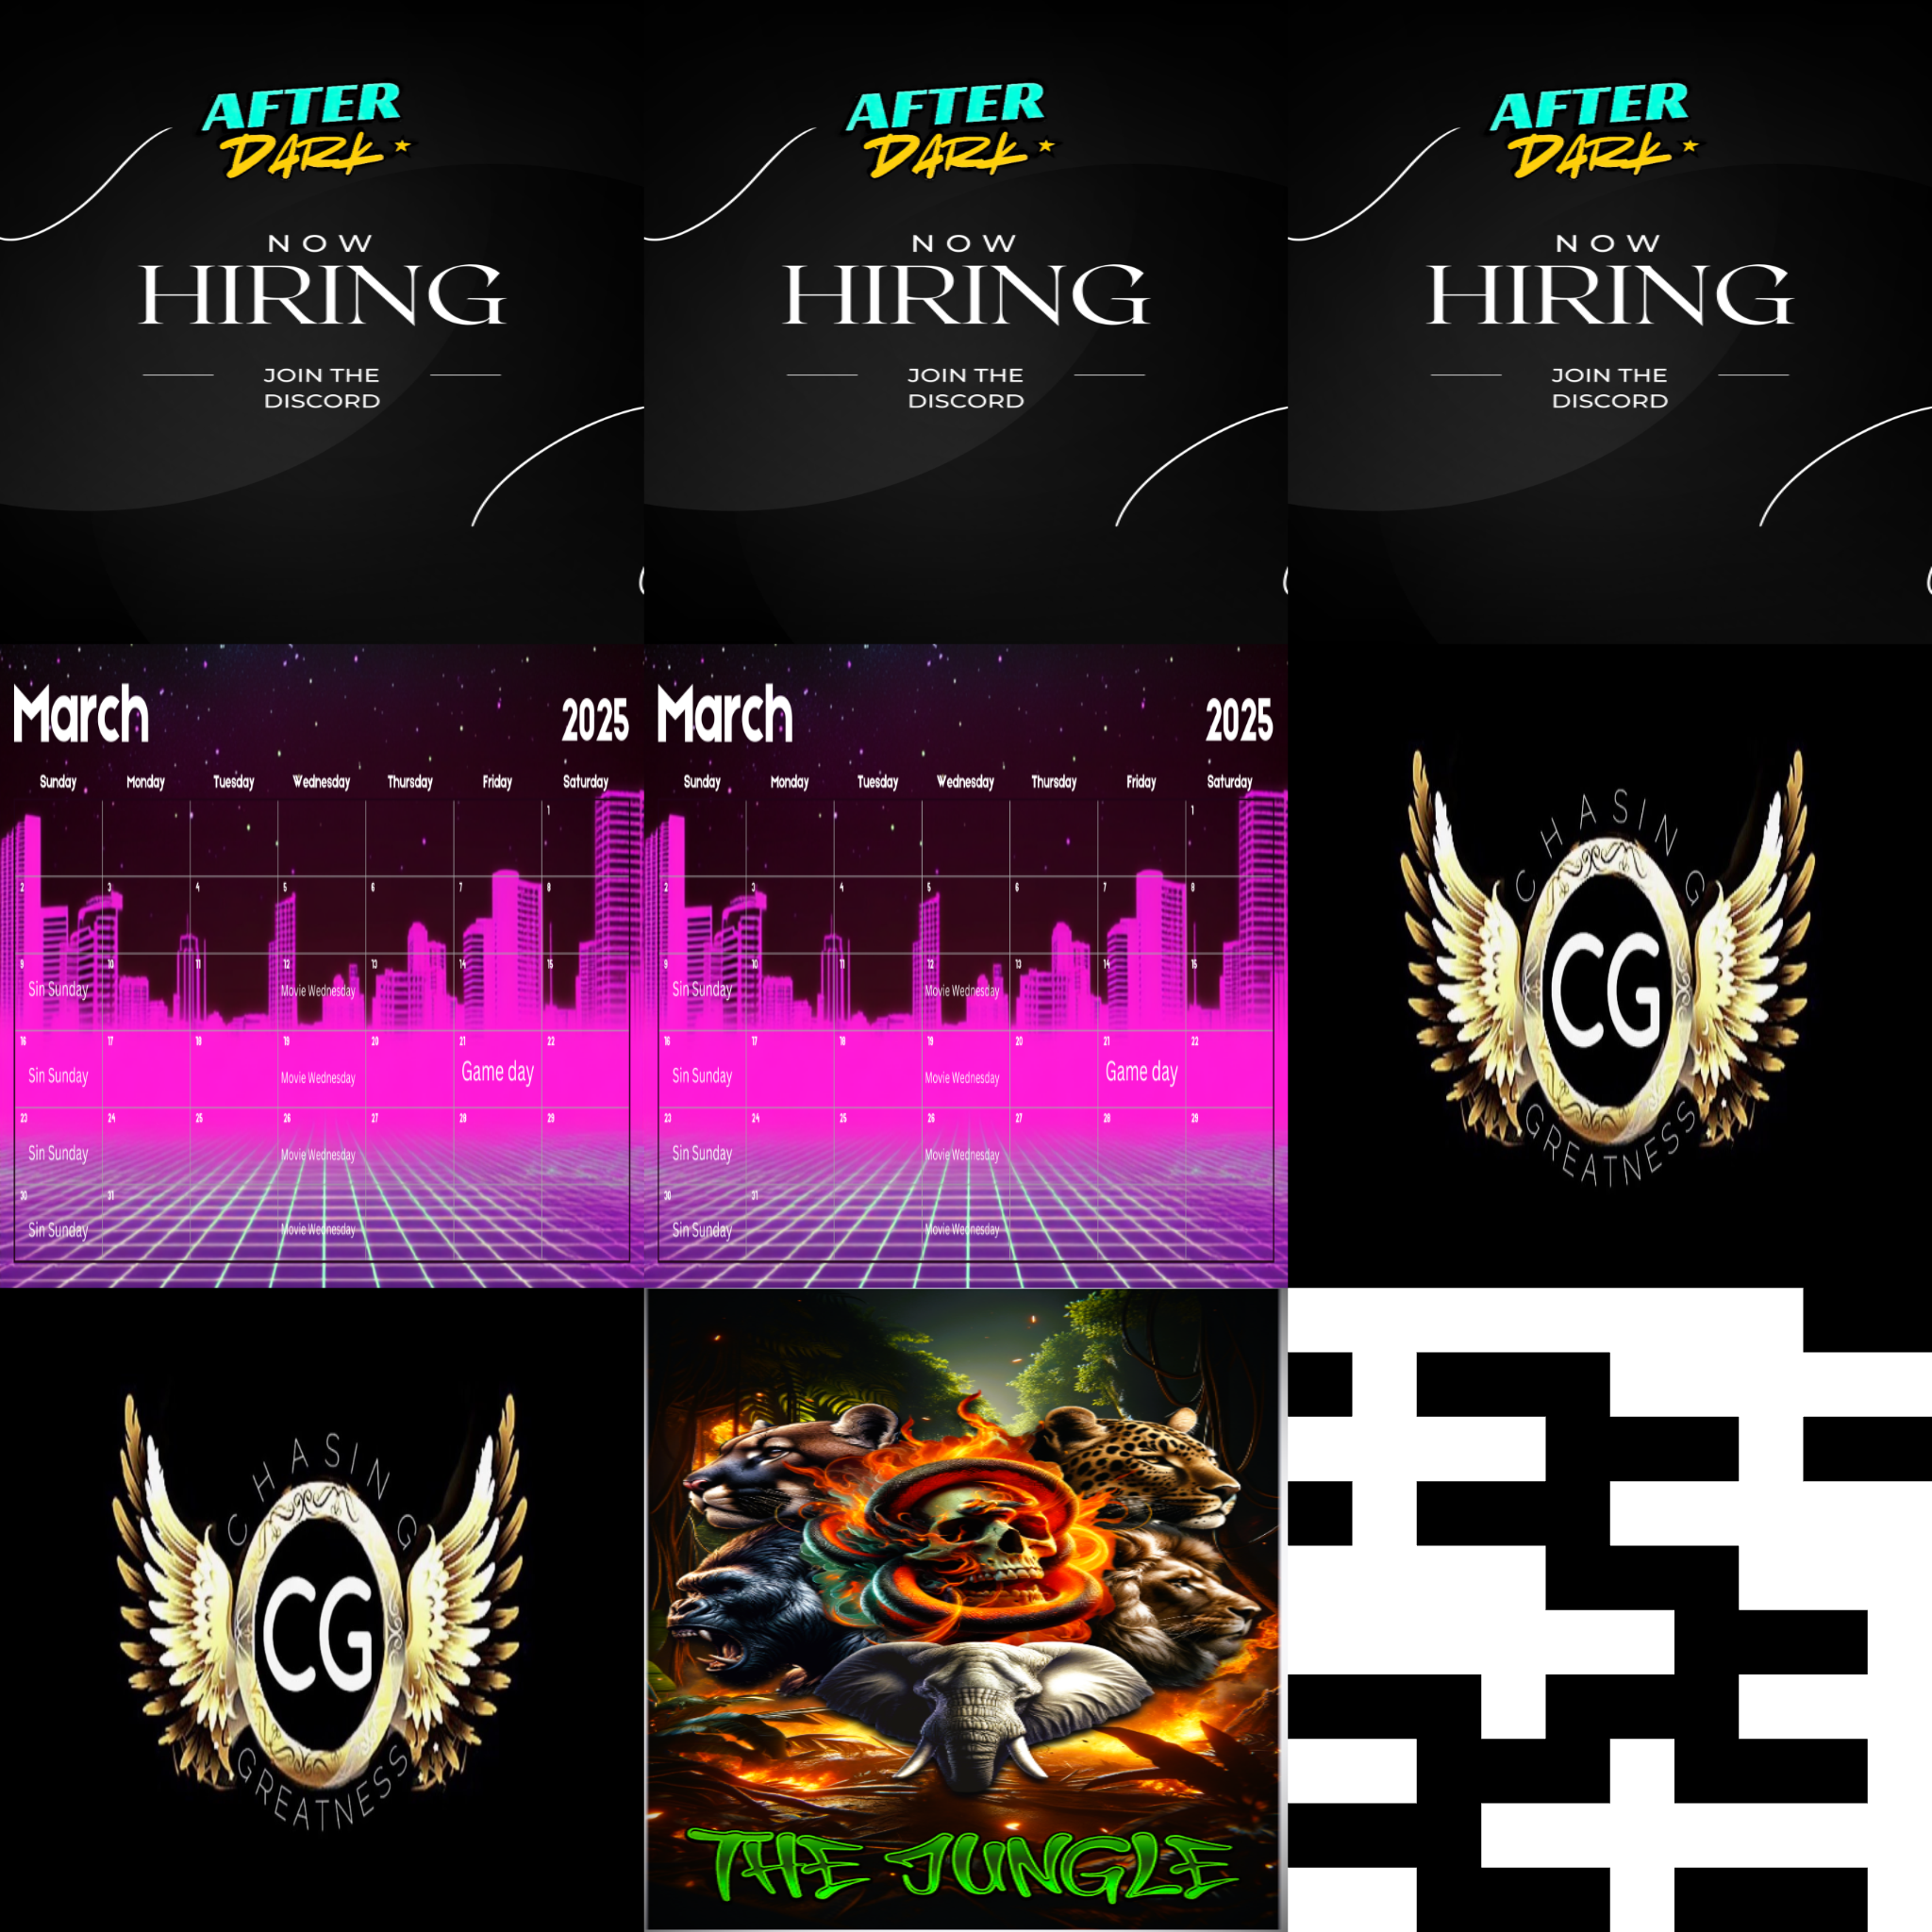 AFTER
DARK
NOW
HIRING
JOIN THE
DISCORD
AFTER
DARK
NOW
HIRING
JOIN THE
DISCORD
AFTER
DARK
NOW
HIRING
JOIN THE
DISCORD
March 2025
Sunday Monday Tuesday Wednesday Thursday Friday Saturday
1
2 3 4 5 6 7 8
9 10 11 12 13 14 15
Sin Sunday Movie Wednesday
16 17 18 19 20 21 22
Sin Sunday Movie Wednesday Game day
23 24 25 26 27 28 29
Sin Sunday Movie Wednesday
30 31
Sin Sunday Movie Wednesday
March 2025
Sunday Monday Tuesday Wednesday Thursday Friday Saturday
1
2 3 4 5 6 7 8
9 10 11 12 13 14 15
Sin Sunday Movie Wednesday
16 17 18 19 20 21 22
Sin Sunday Movie Wednesday Game day
23 24 25 26 27 28 29
Sin Sunday Movie Wednesday
30 31
Sin Sunday Movie Wednesday
CHASING
CG
GREATNESS
CHASING
CG
GREATNESS
THE JUNGLE